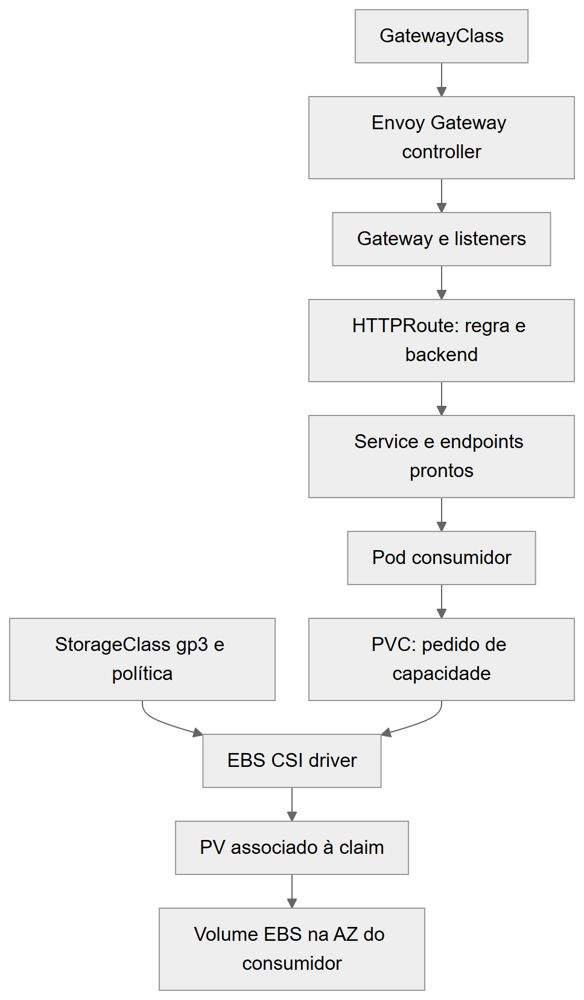 GatewayClass
Envoy Gateway
controller
Gateway e listeners
HTTPRoute: regra e
backend
Service e endpoints
prontos
Pod consumidor
StorageClass gp3 e
política
PVC: pedido de
capacidade
EBS CSI driver
PV associado à claim
Volume EBS na AZ do
consumidor